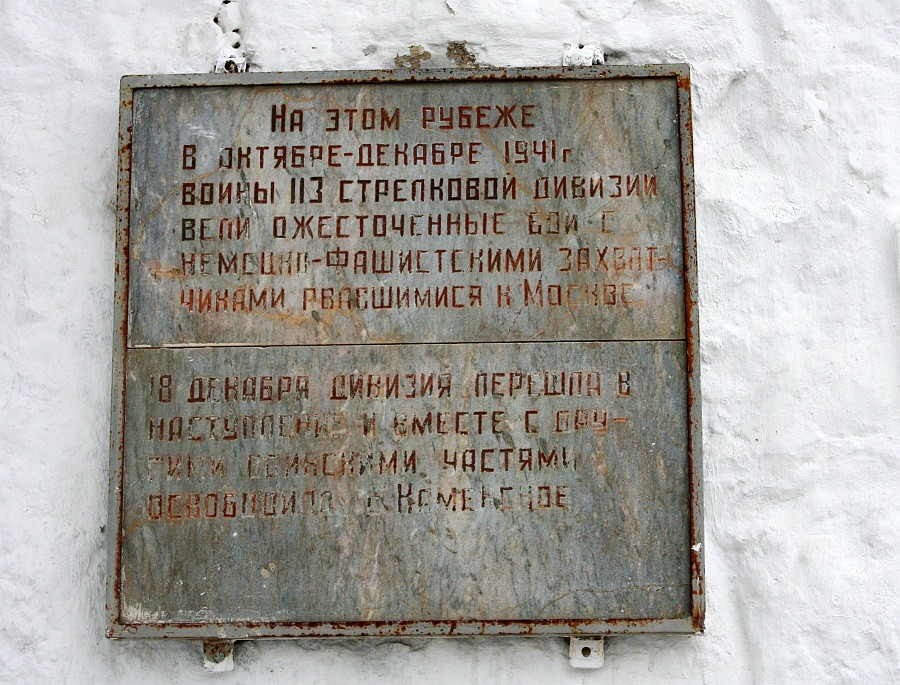 На этом рубеже
в октябре-декабре 1941г.
воины 113 стрелковой дивизии
вели ожесточенные бои с
немецко-фашистскими захват-
чиками рвавшимися к Москве.
18 декабря дивизия перешла в
наступление и вместе с дру-
гими воинскими частями
освободила с. Каменское